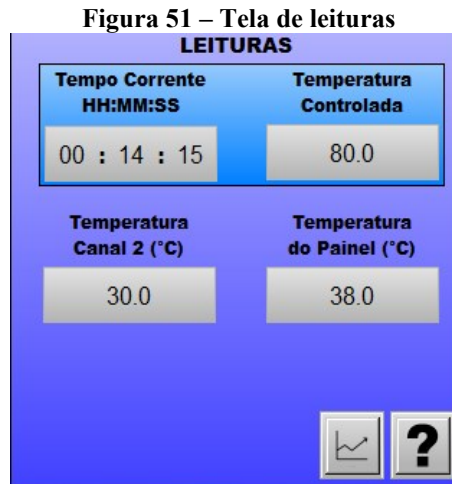 Figura 51 – Tela de leituras
LEITURAS
Tempo Corrente
HH:MM:SS
00 : 14 : 15
Temperatura
Controlada
80.0
Temperatura
Canal 2 (°C)
30.0
Temperatura
do Painel (°C)
38.0
?